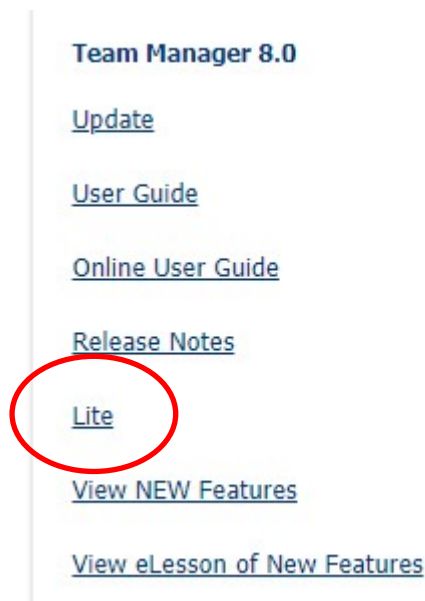 Team Manager 8.0
Update
User Guide
Online User Guide
Release Notes
Lite
View NEW Features
View eLesson of New Features